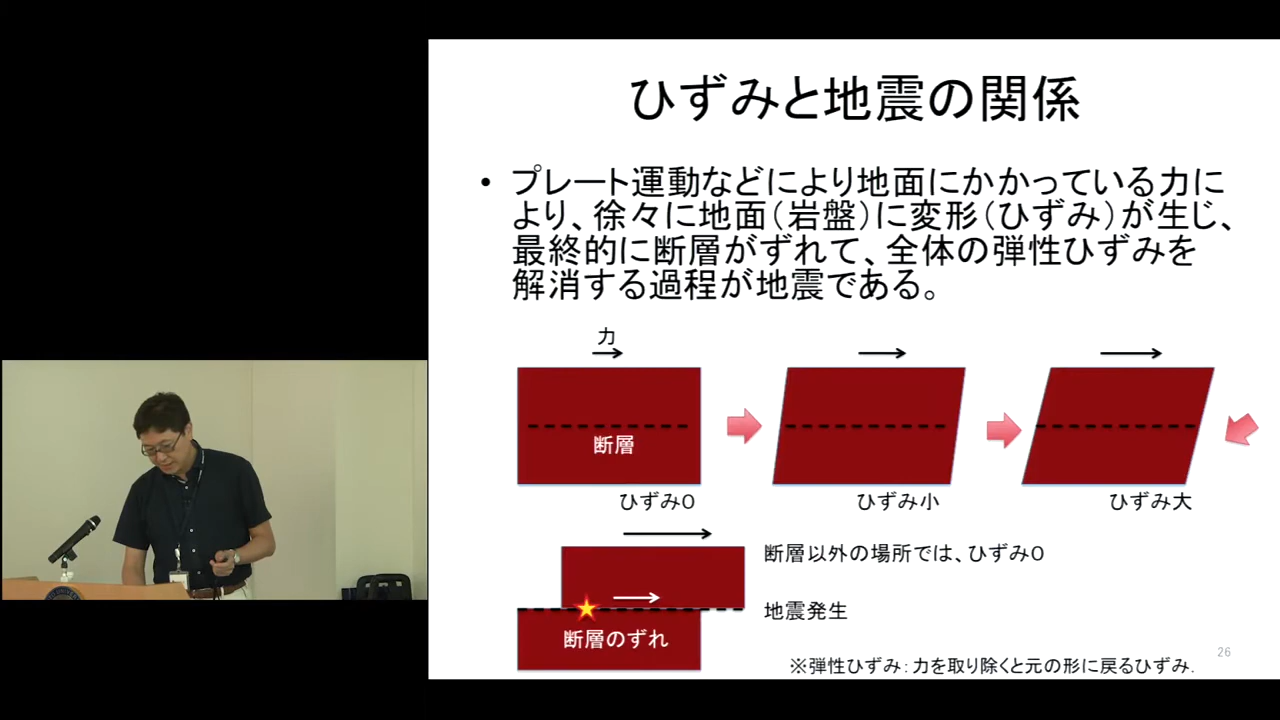 ひずみと地震の関係
• プレート運動などにより地面にかかっている力に
より、徐々に地面(岩盤)に変形(ひずみ)が生じ、
最終的に断層がずれて、全体の弾性ひずみを
解消する過程が地震である。
力
断層
ひずみ0
ひずみ小
ひずみ大
断層以外の場所では、ひずみ0
地震発生
断層のずれ
※弾性ひずみ:力を取り除くと元の形に戻るひずみ.
26